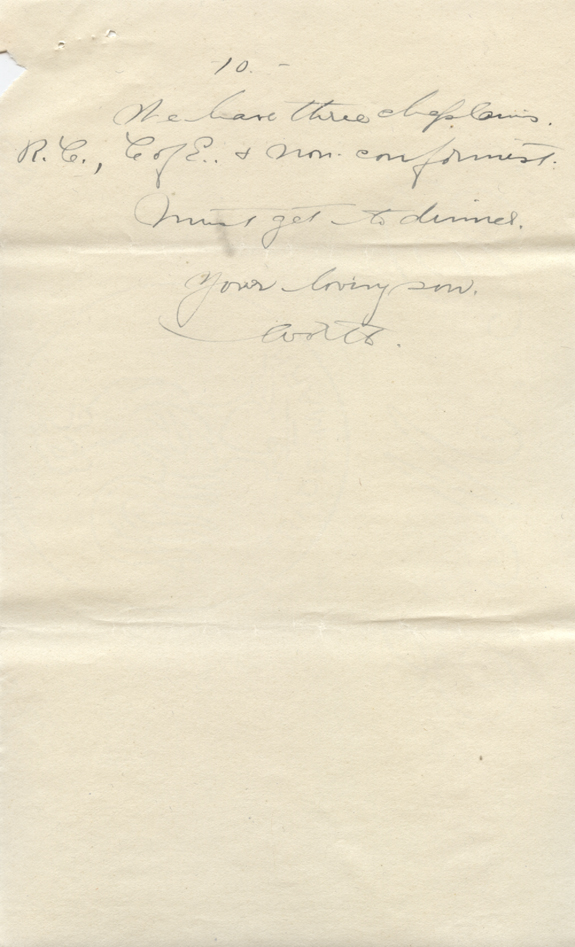 10. -
We have three chaplains.
R.C., C of E. & non-conformist.
Must get to dinner.
Your loving son.